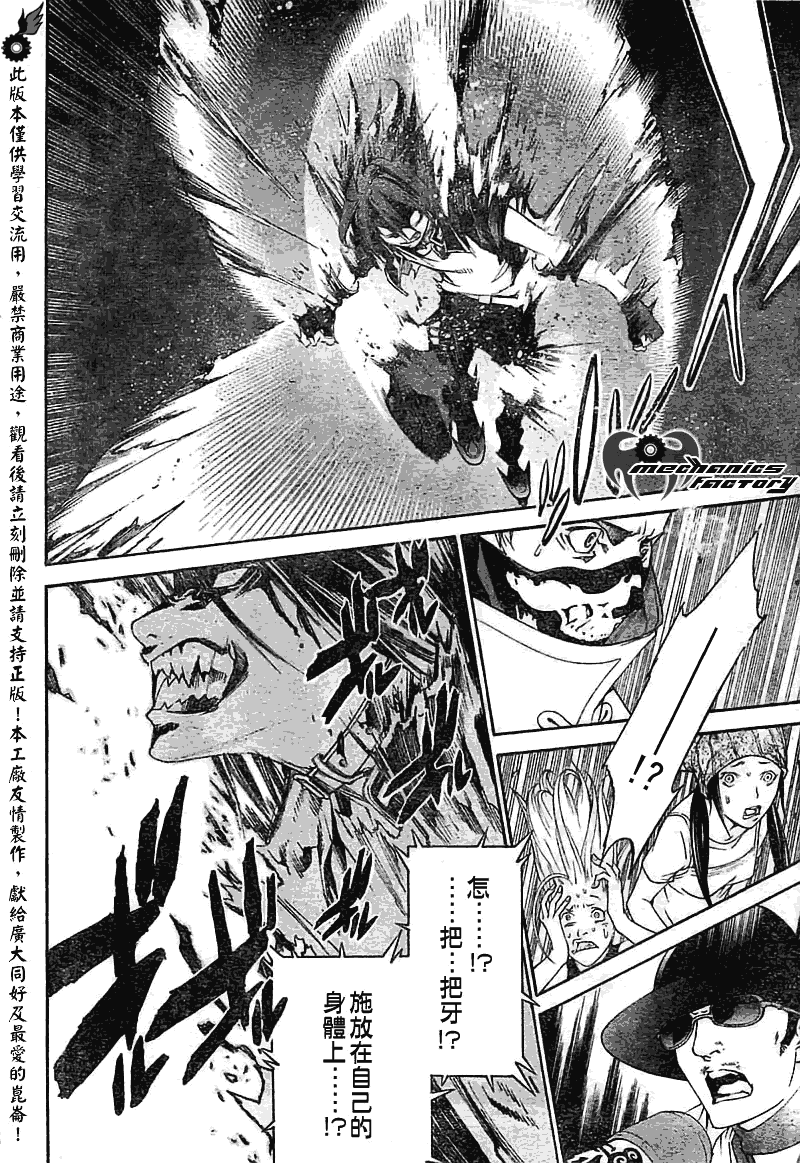 此版本僅供學習交流用，嚴禁商業用途，觀看後請立刻刪除並請支持正版！本工廠友情製作，獻給廣大同好及最愛的崑崙！
mechanics
factory
————!?
怎……!?
……把…把牙!?
施放在自己的
身體上……!?